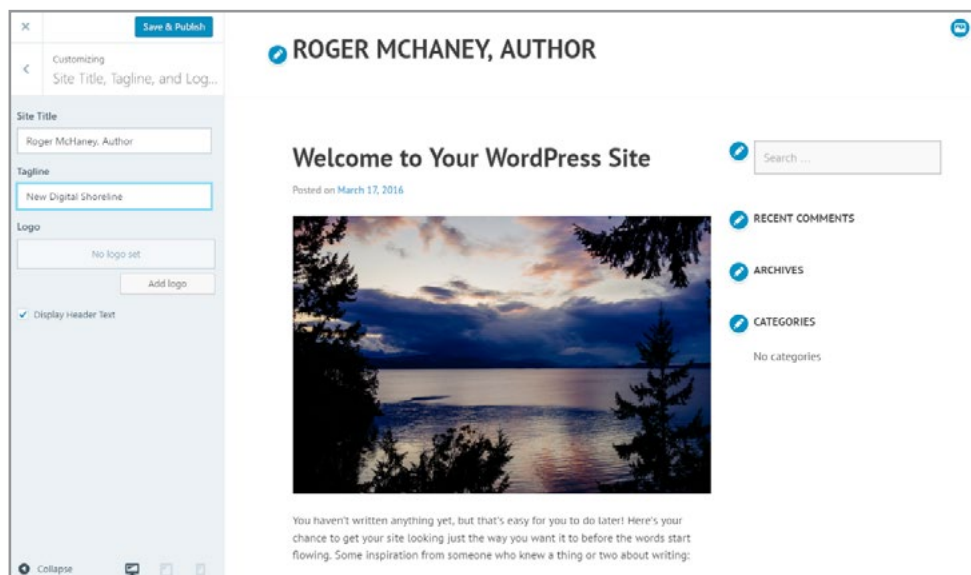 Save & Publish
Customizing
Site Title, Tagline, and Log...
Site Title
Roger McHaney, Author
Tagline
New Digital Shoreline
Logo
No logo set
Add logo
Display Header Text
Collapse
ROGER MCHANEY, AUTHOR
Welcome to Your WordPress Site
Posted on March 17, 2016
You haven't written anything yet, but that's easy for you to do later! Here's your
chance to get your site looking just the way you want it to before the words start
flowing. Some inspiration from someone who knew a thing or two about writing:
Search ...
RECENT COMMENTS
ARCHIVES
CATEGORIES
No categories